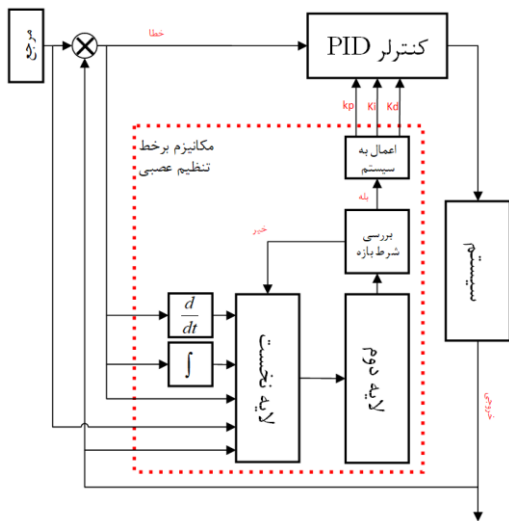 مرجع
خطا
کنترلر PID
kp
Ki
Kd
مکانیزم برخط
تنظیم عصبی
اعمال به
سیستم
بله
خیر
بررسی
شرط بازه
سیستم
d
dt
∫
لایه نخست
لایه دوم
خروجی